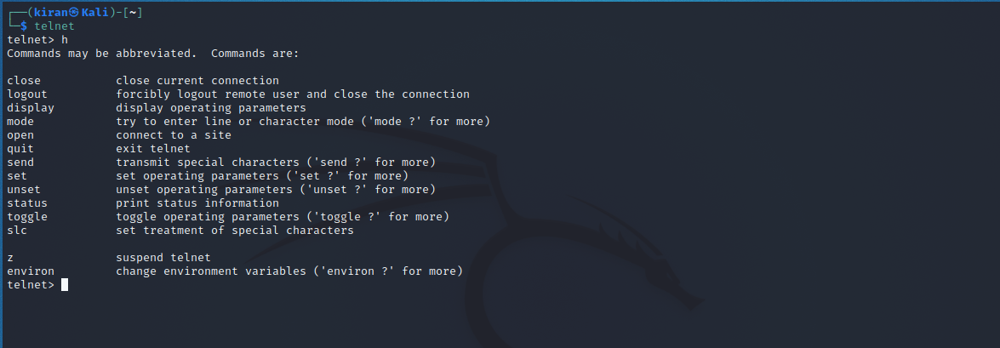 ┌──(kiran㉿Kali)-[~]
└─$ telnet
telnet> h
Commands may be abbreviated.  Commands are:

close           close current connection
logout          forcibly logout remote user and close the connection
display         display operating parameters
mode            try to enter line or character mode ('mode ?' for more)
open            connect to a site
quit            exit telnet
send            transmit special characters ('send ?' for more)
set             set operating parameters ('set ?' for more)
unset           unset operating parameters ('unset ?' for more)
status          print status information
toggle          toggle operating parameters ('toggle ?' for more)
slc             set treatment of special characters

z               suspend telnet
environ         change environment variables ('environ ?' for more)
telnet>